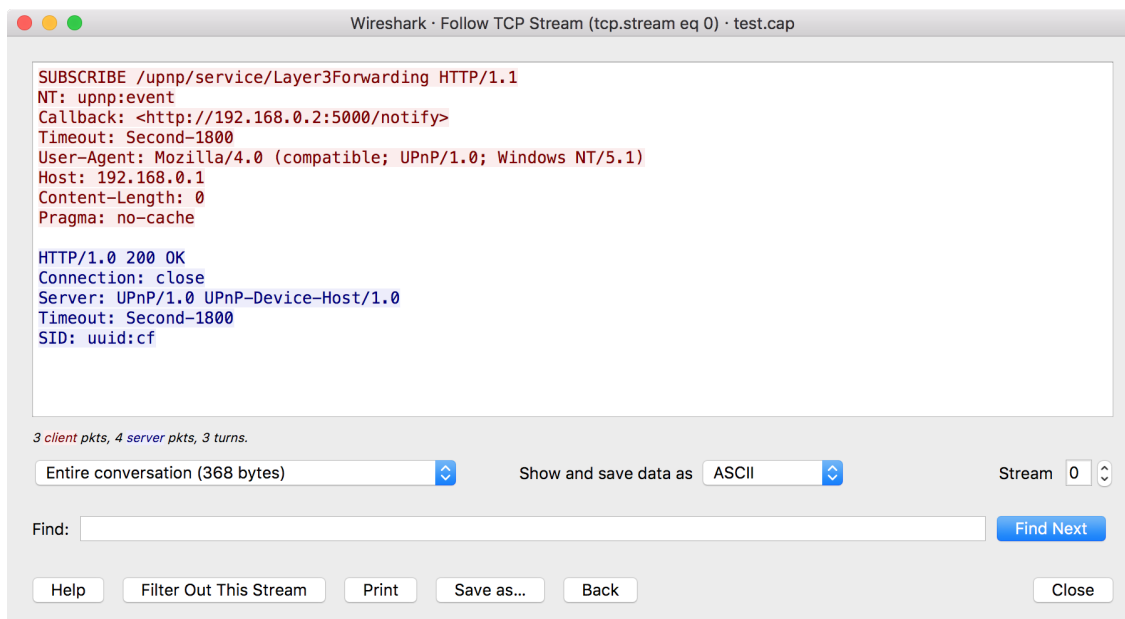 Wireshark · Follow TCP Stream (tcp.stream eq 0) · test.cap
SUBSCRIBE /upnp/service/Layer3Forwarding HTTP/1.1
NT: upnp:event
Callback: <http://192.168.0.2:5000/notify>
Timeout: Second-1800
User-Agent: Mozilla/4.0 (compatible; UPnP/1.0; Windows NT/5.1)
Host: 192.168.0.1
Content-Length: 0
Pragma: no-cache
HTTP/1.0 200 OK
Connection: close
Server: UPnP/1.0 UPnP-Device-Host/1.0
Timeout: Second-1800
SID: uuid:cf
3 client pkts, 4 server pkts, 3 turns.
Entire conversation (368 bytes) Show and save data as ASCII Stream 0
Find: Find Next
Help Filter Out This Stream Print Save as... Back Close